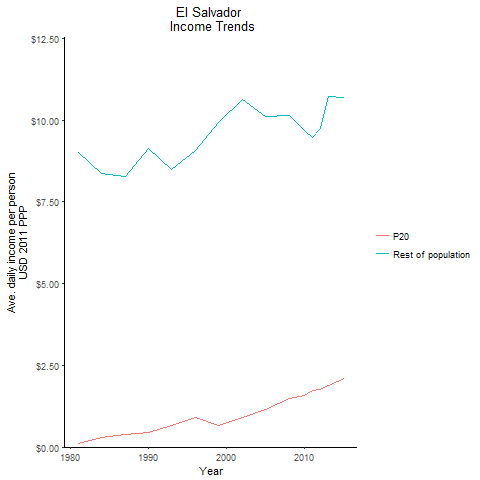 El Salvador
Income Trends
$12.50
$10.00
$7.50
$5.00
$2.50
$0.00
Ave. daily income per person
USD 2011 PPP
1980
1990
2000
2010
Year
P20
Rest of population